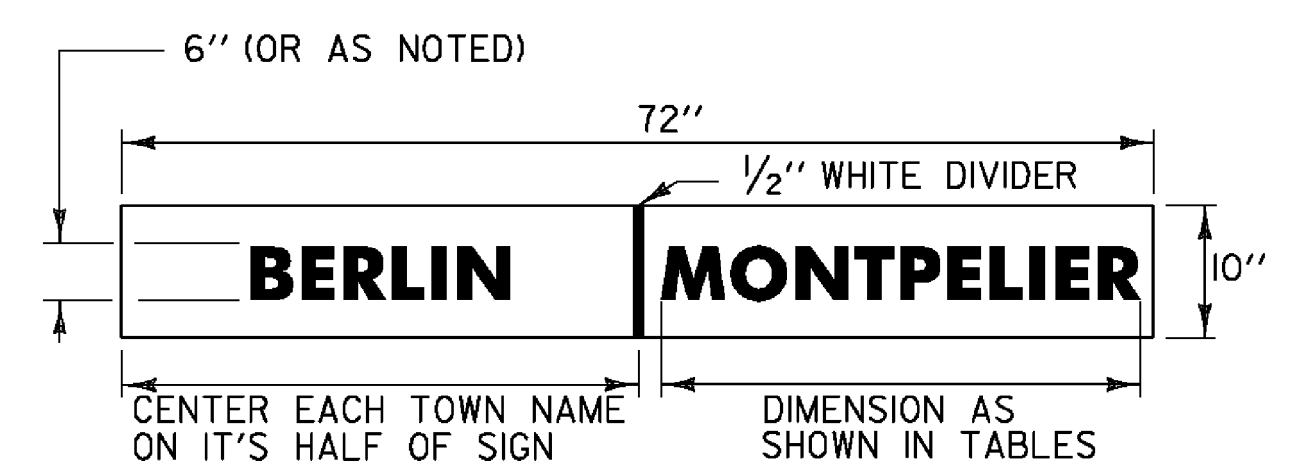 6″ (OR AS NOTED)
72″
1/2″ WHITE DIVIDER
BERLIN
MONTPELIER
10″
CENTER EACH TOWN NAME
ON IT'S HALF OF SIGN
DIMENSION AS
SHOWN IN TABLES